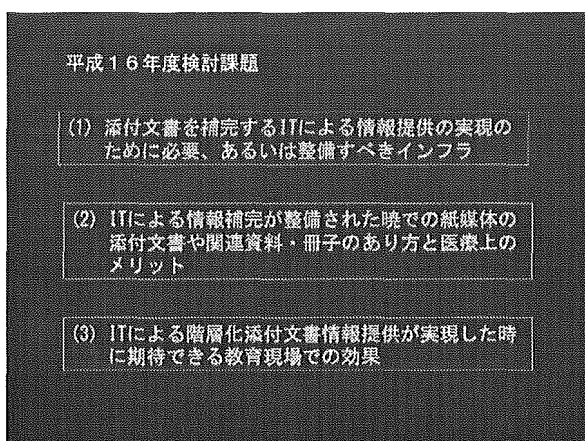 平成１６年度検討課題
(1) 添付文書を補完するITによる情報提供の実現の
ために必要、あるいは整備すべきインフラ
(2) ITによる情報補完が整備された暁での紙媒体の
添付文書や関連資料・冊子のあり方と医療上の
メリット
(3) ITによる階層化添付文書情報提供が実現した時
に期待できる教育現場での効果